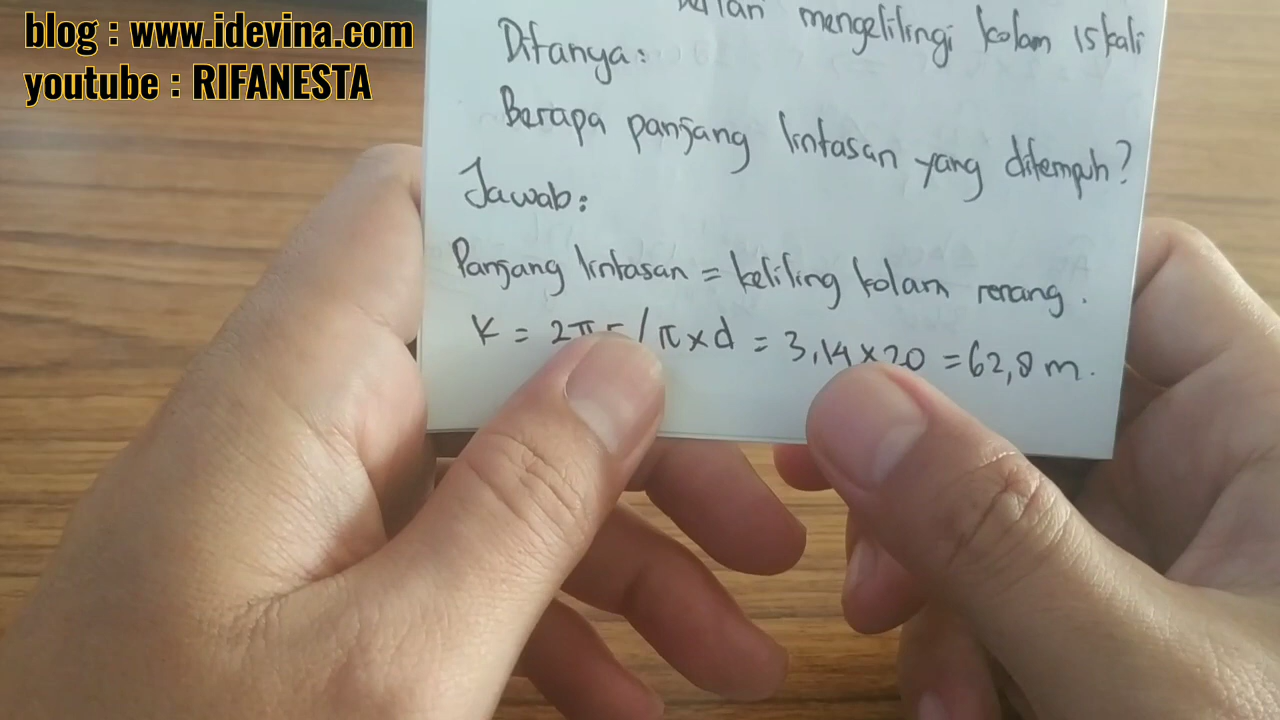 blog : www.idevina.com
youtube : RIFANESTA
mengelilingi kolam 15 kali
Ditanya:
Berapa panjang lintasan yang ditempuh?
Jawab:
Panjang lintasan = keliling kolam renang.
K = 2πr/π×d = 3,14×20 = 62,8 m.